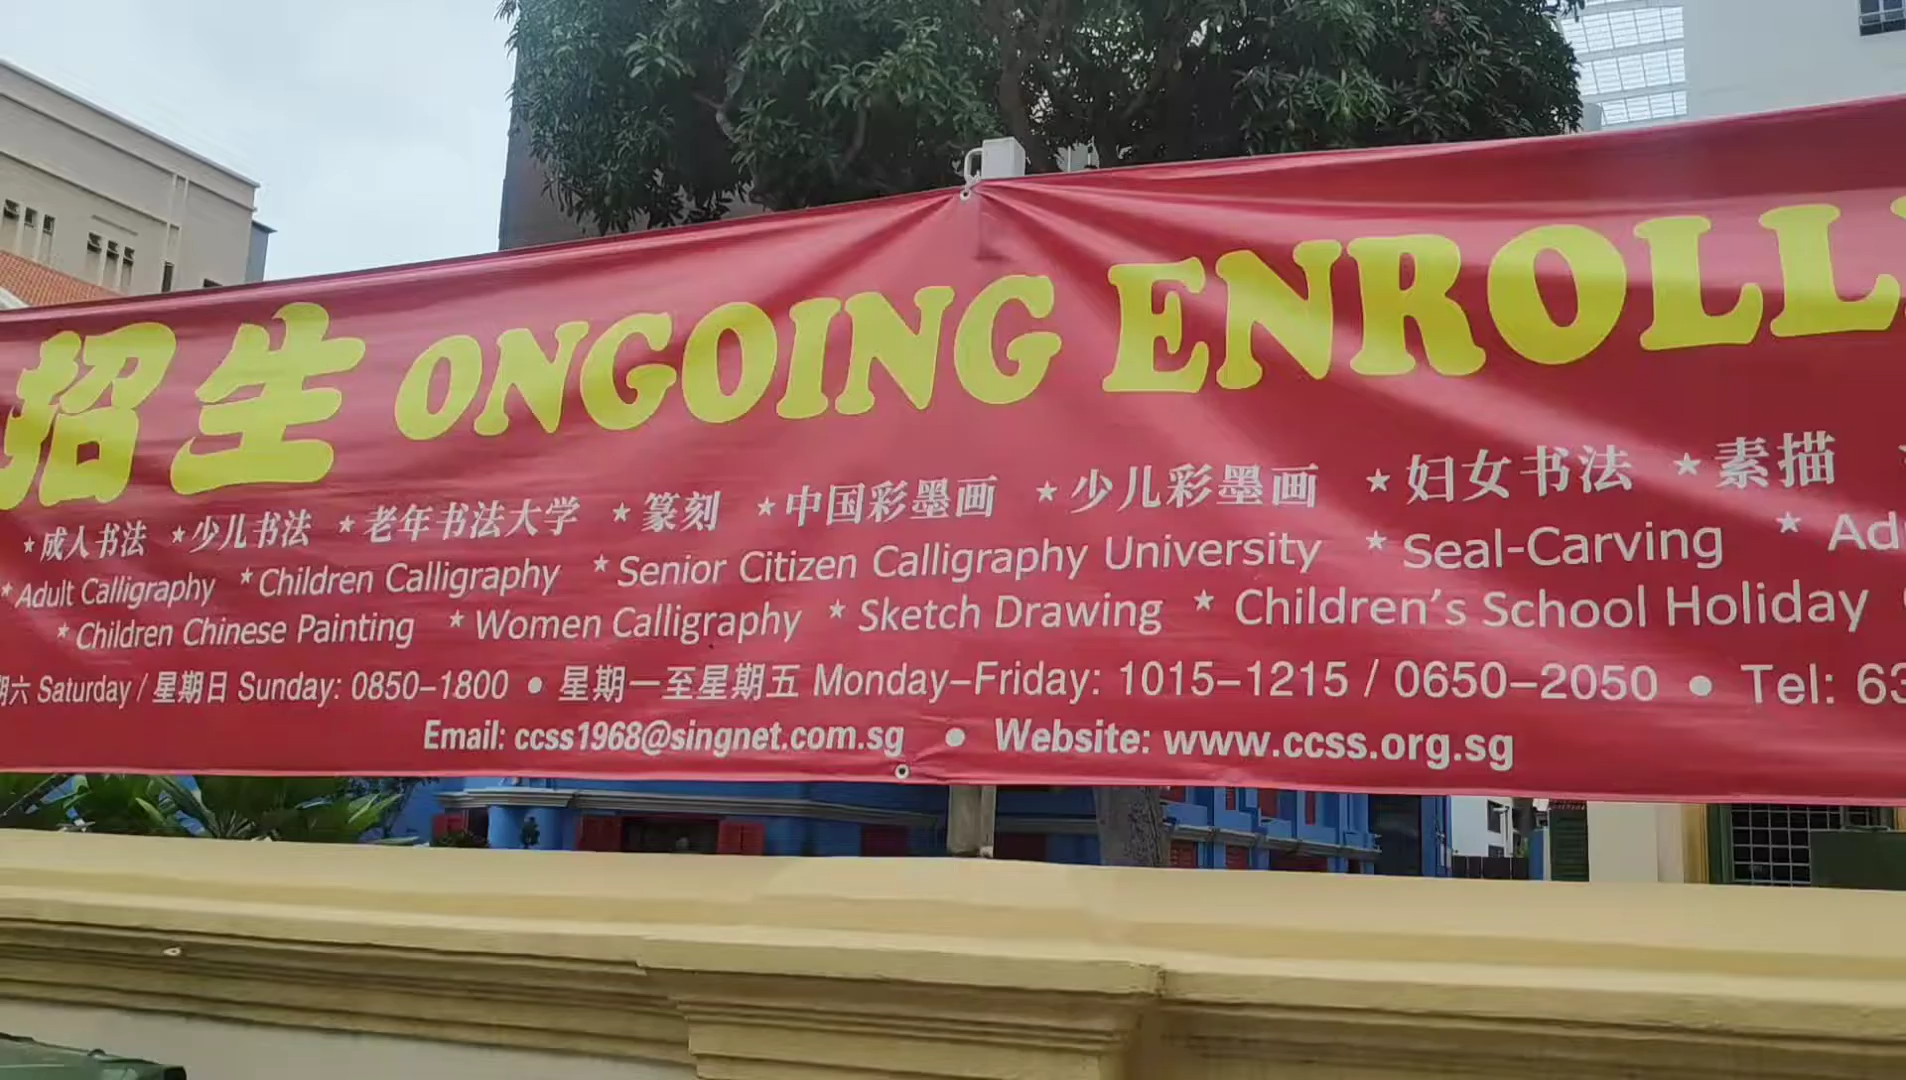 招生 ONGOING ENROLL
★成人书法 ★少儿书法 ★老年书法大学 ★篆刻 ★中国彩墨画 ★少儿彩墨画 ★妇女书法 ★素描
*Adult Calligraphy *Children Calligraphy *Senior Citizen Calligraphy University *Seal-Carving *
*Children Chinese Painting *Women Calligraphy *Sketch Drawing * Children's School Holiday
期六 Saturday / 星期日 Sunday: 0850–1800 ● 星期一至星期五 Monday–Friday: 1015–1215 / 0650–2050 ● Tel: 63
Email: ccss1968@singnet.com.sg ● Website: www.ccss.org.sg